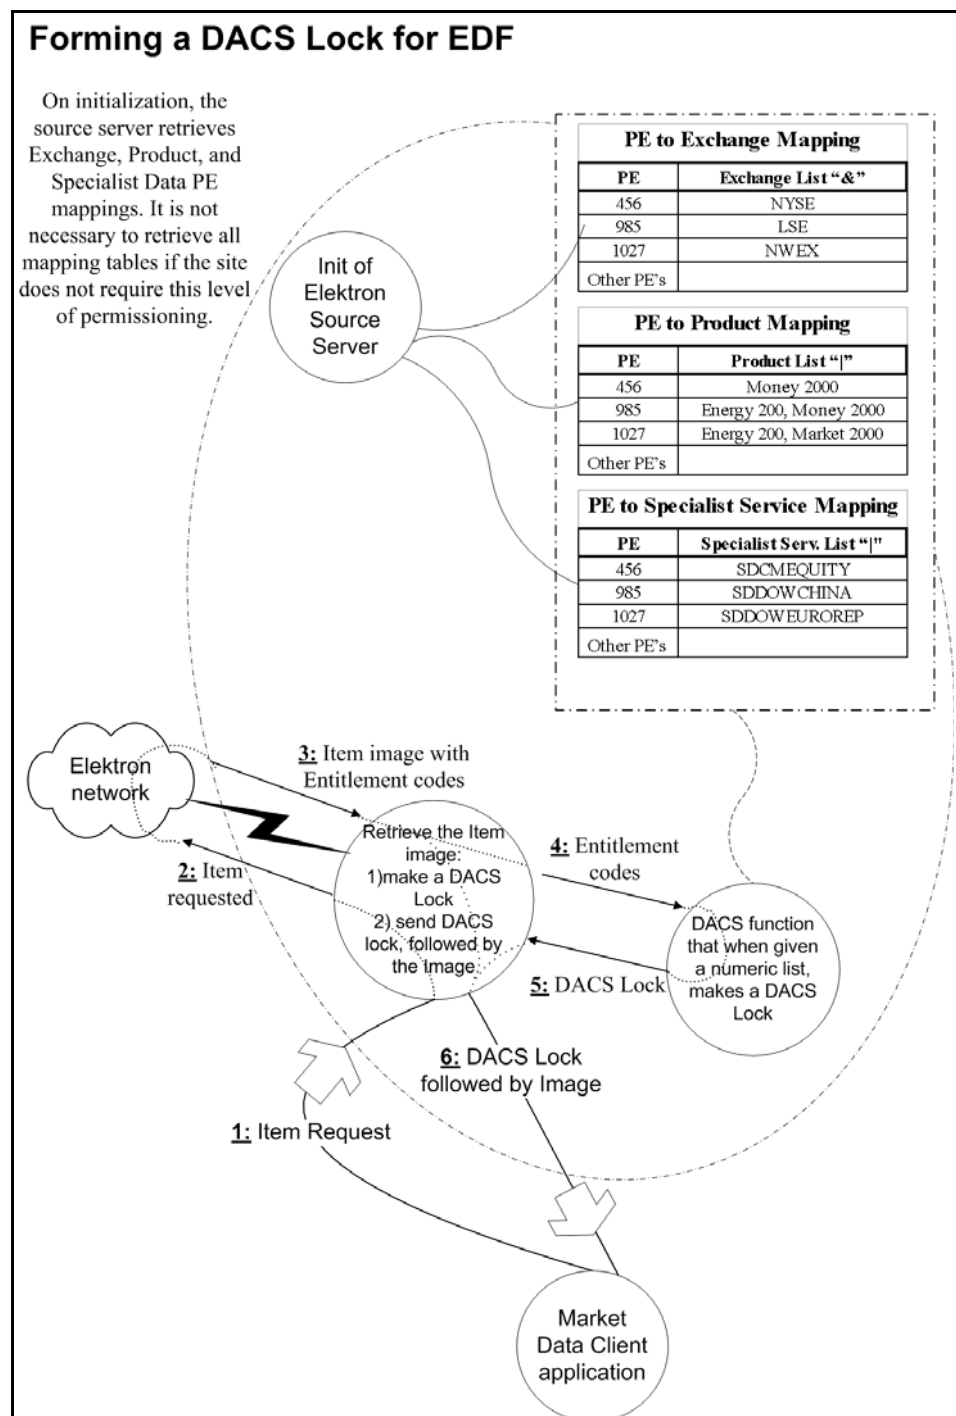 Forming a DACS Lock for EDF
On initialization, the
source server retrieves
Exchange, Product, and
Specialist Data PE
mappings. It is not
necessary to retrieve all
mapping tables if the site
does not require this level
of permissioning.
Init of
Elektron
Source
Server
PE to Exchange Mapping
PE Exchange List “&”
456 NYSE
985 LSE
1027 NWEX
Other PE's
PE to Product Mapping
PE Product List “|”
456 Money 2000
985 Energy 200, Money 2000
1027 Energy 200, Market 2000
Other PE's
PE to Specialist Service Mapping
PE Specialist Serv. List “|"
456 SDCMEQUITY
985 SDDOWCHINA
1027 SDDOWEUROREP
Other PE's
Elektron
network
3: Item image with
Entitlement codes
2: Item
requested
Retrieve the Item
image:
1)make a DACS
Lock
2) send DACS
lock, followed by
the Image
4: Entitlement
codes
5: DACS Lock
DACS function
that when given
a numeric list,
makes a DACS
Lock
6: DACS Lock
followed by Image
1: Item Request
Market
Data Client
application